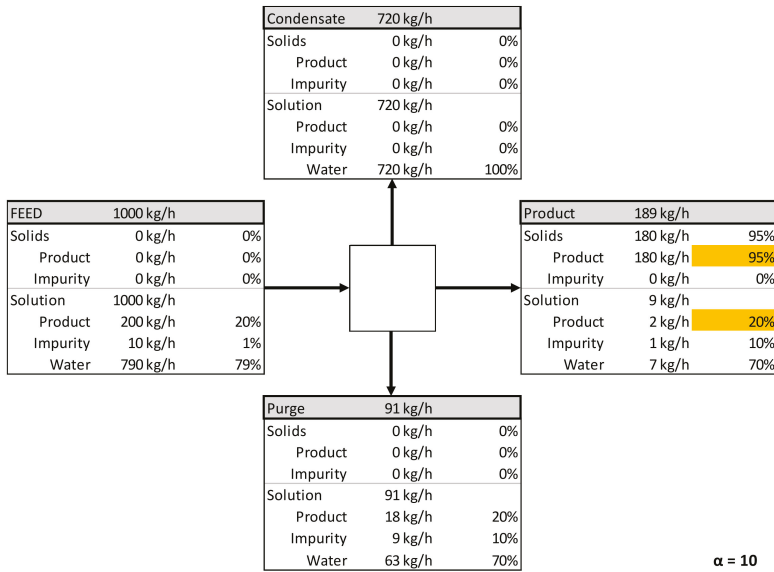 Condensate 720 kg/h
Solids 0 kg/h 0%
Product 0 kg/h 0%
Impurity 0 kg/h 0%
Solution 720 kg/h
Product 0 kg/h 0%
Impurity 0 kg/h 0%
Water 720 kg/h 100%
FEED 1000 kg/h
Solids 0 kg/h 0%
Product 0 kg/h 0%
Impurity 0 kg/h 0%
Solution 1000 kg/h
Product 200 kg/h 20%
Impurity 10 kg/h 1%
Water 790 kg/h 79%
Product 189 kg/h
Solids 180 kg/h 95%
Product 180 kg/h 95%
Impurity 0 kg/h 0%
Solution 9 kg/h
Product 2 kg/h 20%
Impurity 1 kg/h 10%
Water 7 kg/h 70%
Purge 91 kg/h
Solids 0 kg/h 0%
Product 0 kg/h 0%
Impurity 0 kg/h 0%
Solution 91 kg/h
Product 18 kg/h 20%
Impurity 9 kg/h 10%
Water 63 kg/h 70%
α = 10